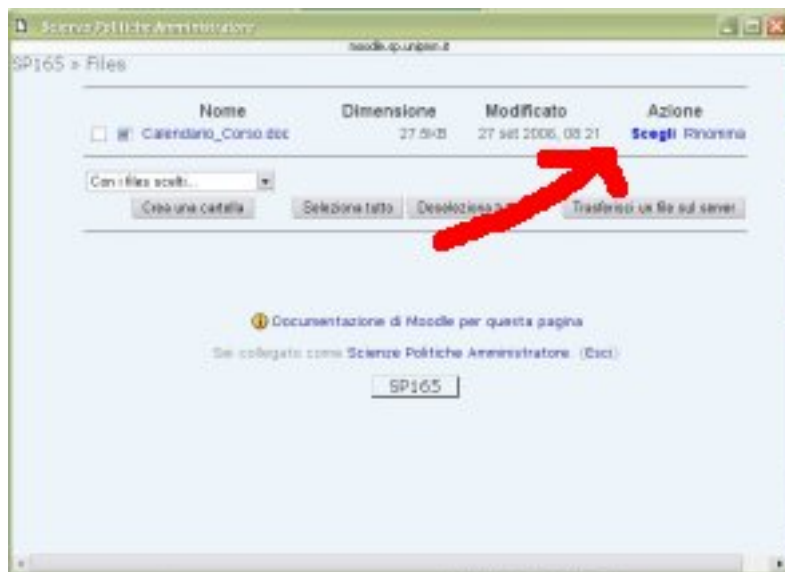 Scienze Politiche Amministratore
moodle.sp.unipmn.it
SP165 » Files
Nome Dimensione Modificato Azione
Calendario_Corso.doc 27.5KB 27 set 2006, 08:21 Scegli Rinomina
Con i files scelti...
Crea una cartella Seleziona tutto Trasferisci un file sul server
Documentazione di Moodle per questa pagina
Sei collegato come Scienze Politiche Amministratore. (Esci)
SP165